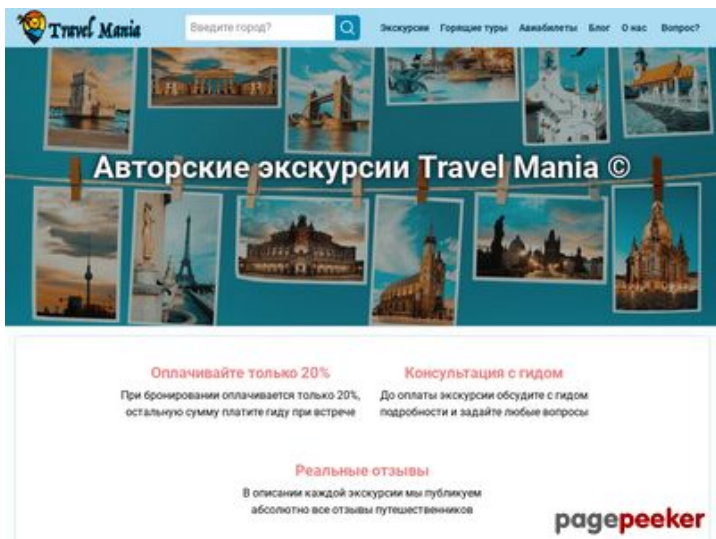 Travel Mania
Введите город?
Экскурсии Горящие туры Авиабилеты Блог О нас Вопрос?
Авторские экскурсии Travel Mania ©
Оплачивайте только 20%
При бронировании оплачивается только 20%,
остальную сумму платите гиду при встрече
Консультация с гидом
До оплаты экскурсии обсудите с гидом
подробности и задайте любые вопросы
Реальные отзывы
В описании каждой экскурсии мы публикуем
абсолютно все отзывы путешественников
pagepeeker